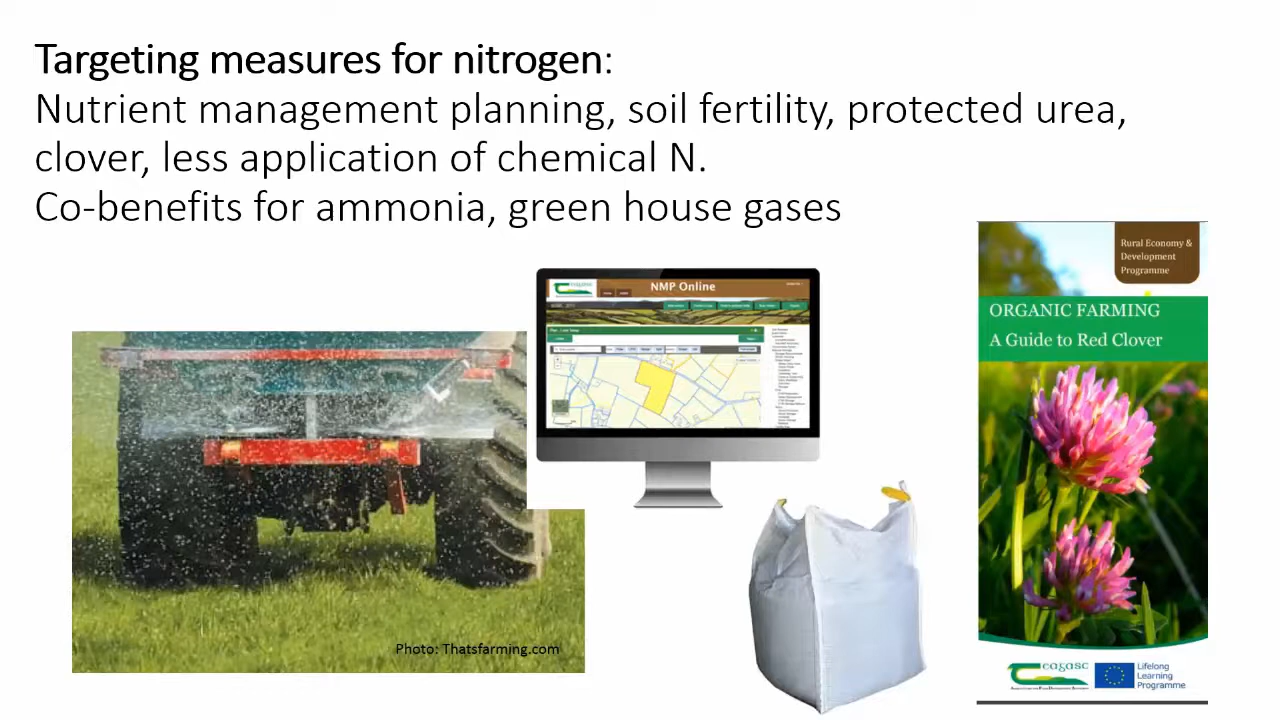 Targeting measures for nitrogen:
Nutrient management planning, soil fertility, protected urea,
clover, less application of chemical N.
Co-benefits for ammonia, green house gases
Rural Economy &
Development
Programme
ORGANIC FARMING
A Guide to Red Clover
NMP Online
Photo: Thatsfarming.com
eagasc
Lifelong
Learning
Programme